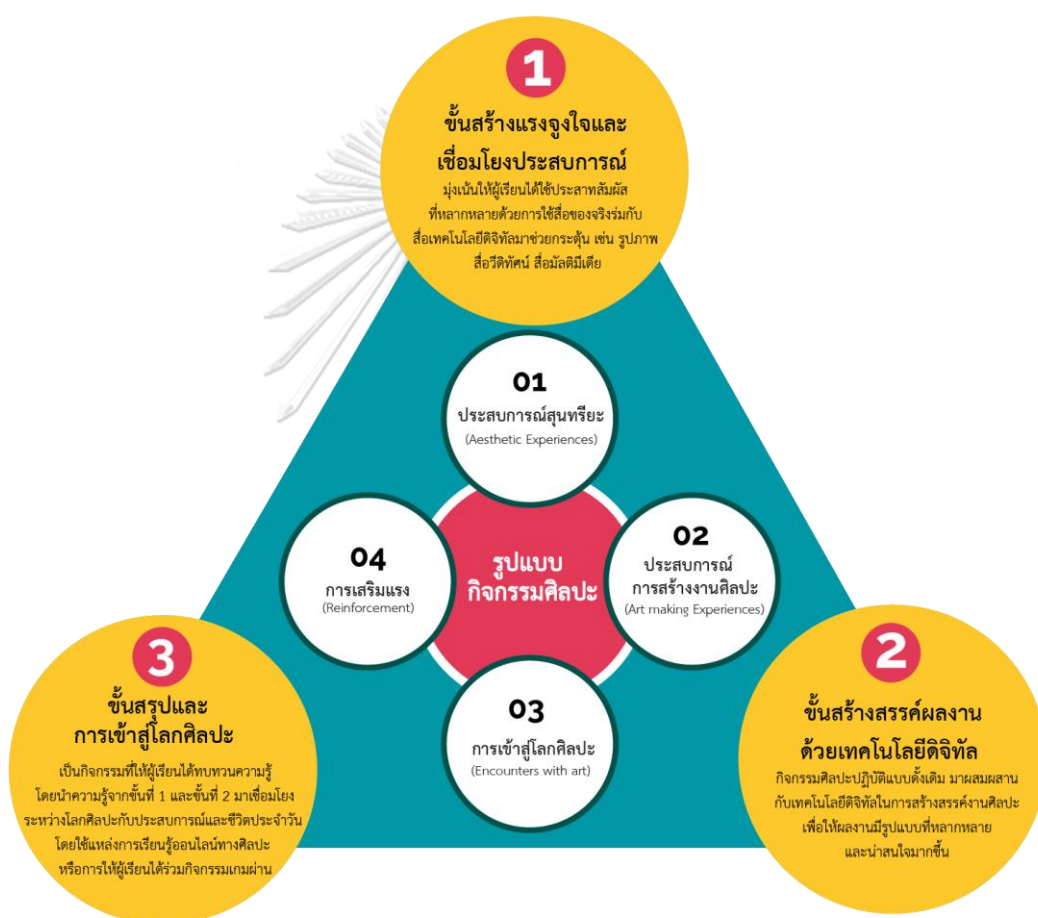 1
ขั้นสร้างแรงจูงใจและ
เชื่อมโยงประสบการณ์
มุ่งเน้นให้ผู้เรียนได้ใช้ประสาทสัมผัส
ที่หลากหลายด้วยการใช้สื่อของจริงร่มกับ
สื่อเทคโนโลยีดิจิทัลมาช่วยกระตุ้น เช่น รูปภาพ
สื่อวีดิทัศน์ สื่อมัลติมีเดีย
01
ประสบการณ์สุนทรียะ
(Aesthetic Experiences)
02
ประสบการณ์
การสร้างงานศิลปะ
(Art making Experiences)
03
การเข้าสู่โลกศิลปะ
(Encounters with art)
04
การเสริมแรง
(Reinforcement)
รูปแบบ
กิจกรรมศิลปะ
2
ขั้นสร้างสรรค์ผลงาน
ด้วยเทคโนโลยีดิจิทัล
กิจกรรมศิลปะปฏิบัติแบบดั้งเดิม มาผสมผสาน
กับเทคโนโลยีดิจิทัลในการสร้างสรรค์งานศิลปะ
เพื่อให้ผลงานมีรูปแบบที่หลากหลาย
และน่าสนใจมากขึ้น
3
ขั้นสรุปและ
การเข้าสู่โลกศิลปะ
เป็นกิจกรรมที่ให้ผู้เรียนได้ทบทวนความรู้
โดยนำความรู้จากขั้นที่ 1 และขั้นที่ 2 มาเชื่อมโยง
ระหว่างโลกศิลปะกับประสบการณ์และชีวิตประจำวัน
โดยใช้แหล่งการเรียนรู้ออนไลน์ทางศิลปะ
หรือการให้ผู้เรียนได้ร่วมกิจกรรมเกมผ่าน